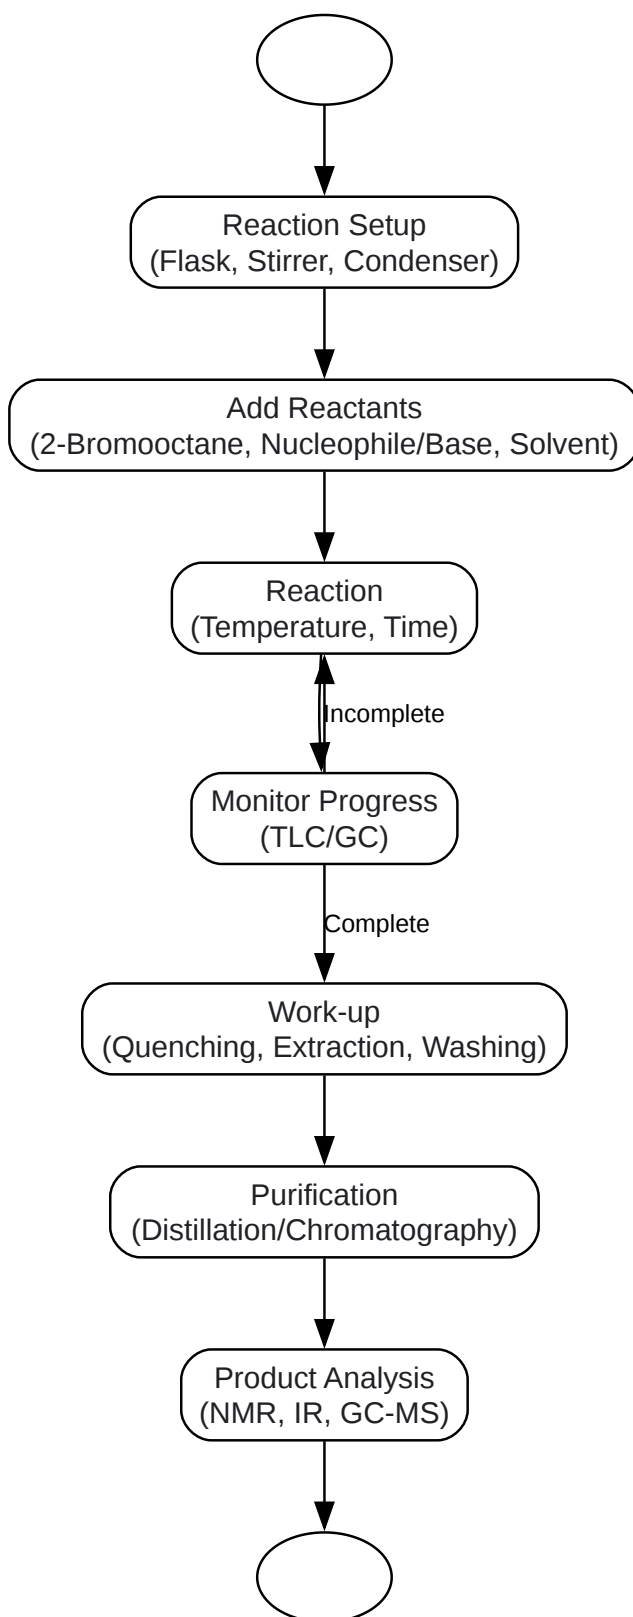 Reaction Setup
(Flask, Stirrer, Condenser)
Add Reactants
(2-Bromooctane, Nucleophile/Base, Solvent)
Reaction
(Temperature, Time)
Incomplete
Monitor Progress
(TLC/GC)
Complete
Work-up
(Quenching, Extraction, Washing)
Purification
(Distillation/Chromatography)
Product Analysis
(NMR, IR, GC-MS)